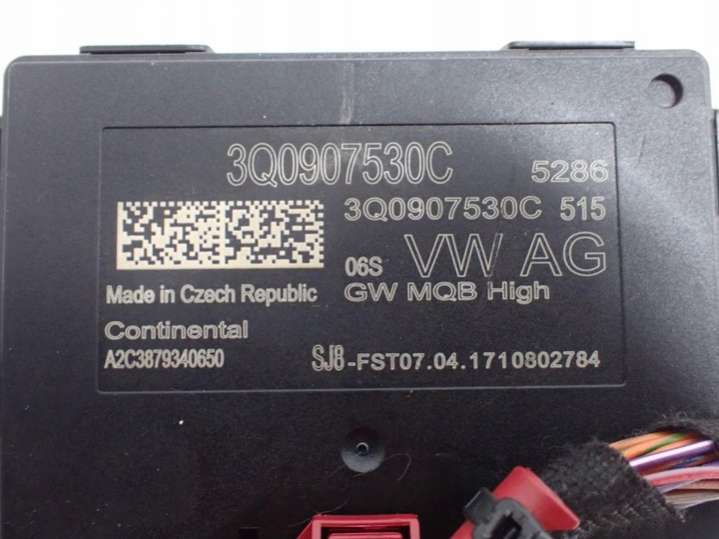 3Q0907530C 5286
3Q0907530C 515
06S VW AG
Made in Czech Republic GW MQB High
Continental
A2C3879340650 SJ8-FST07.04.1710802784